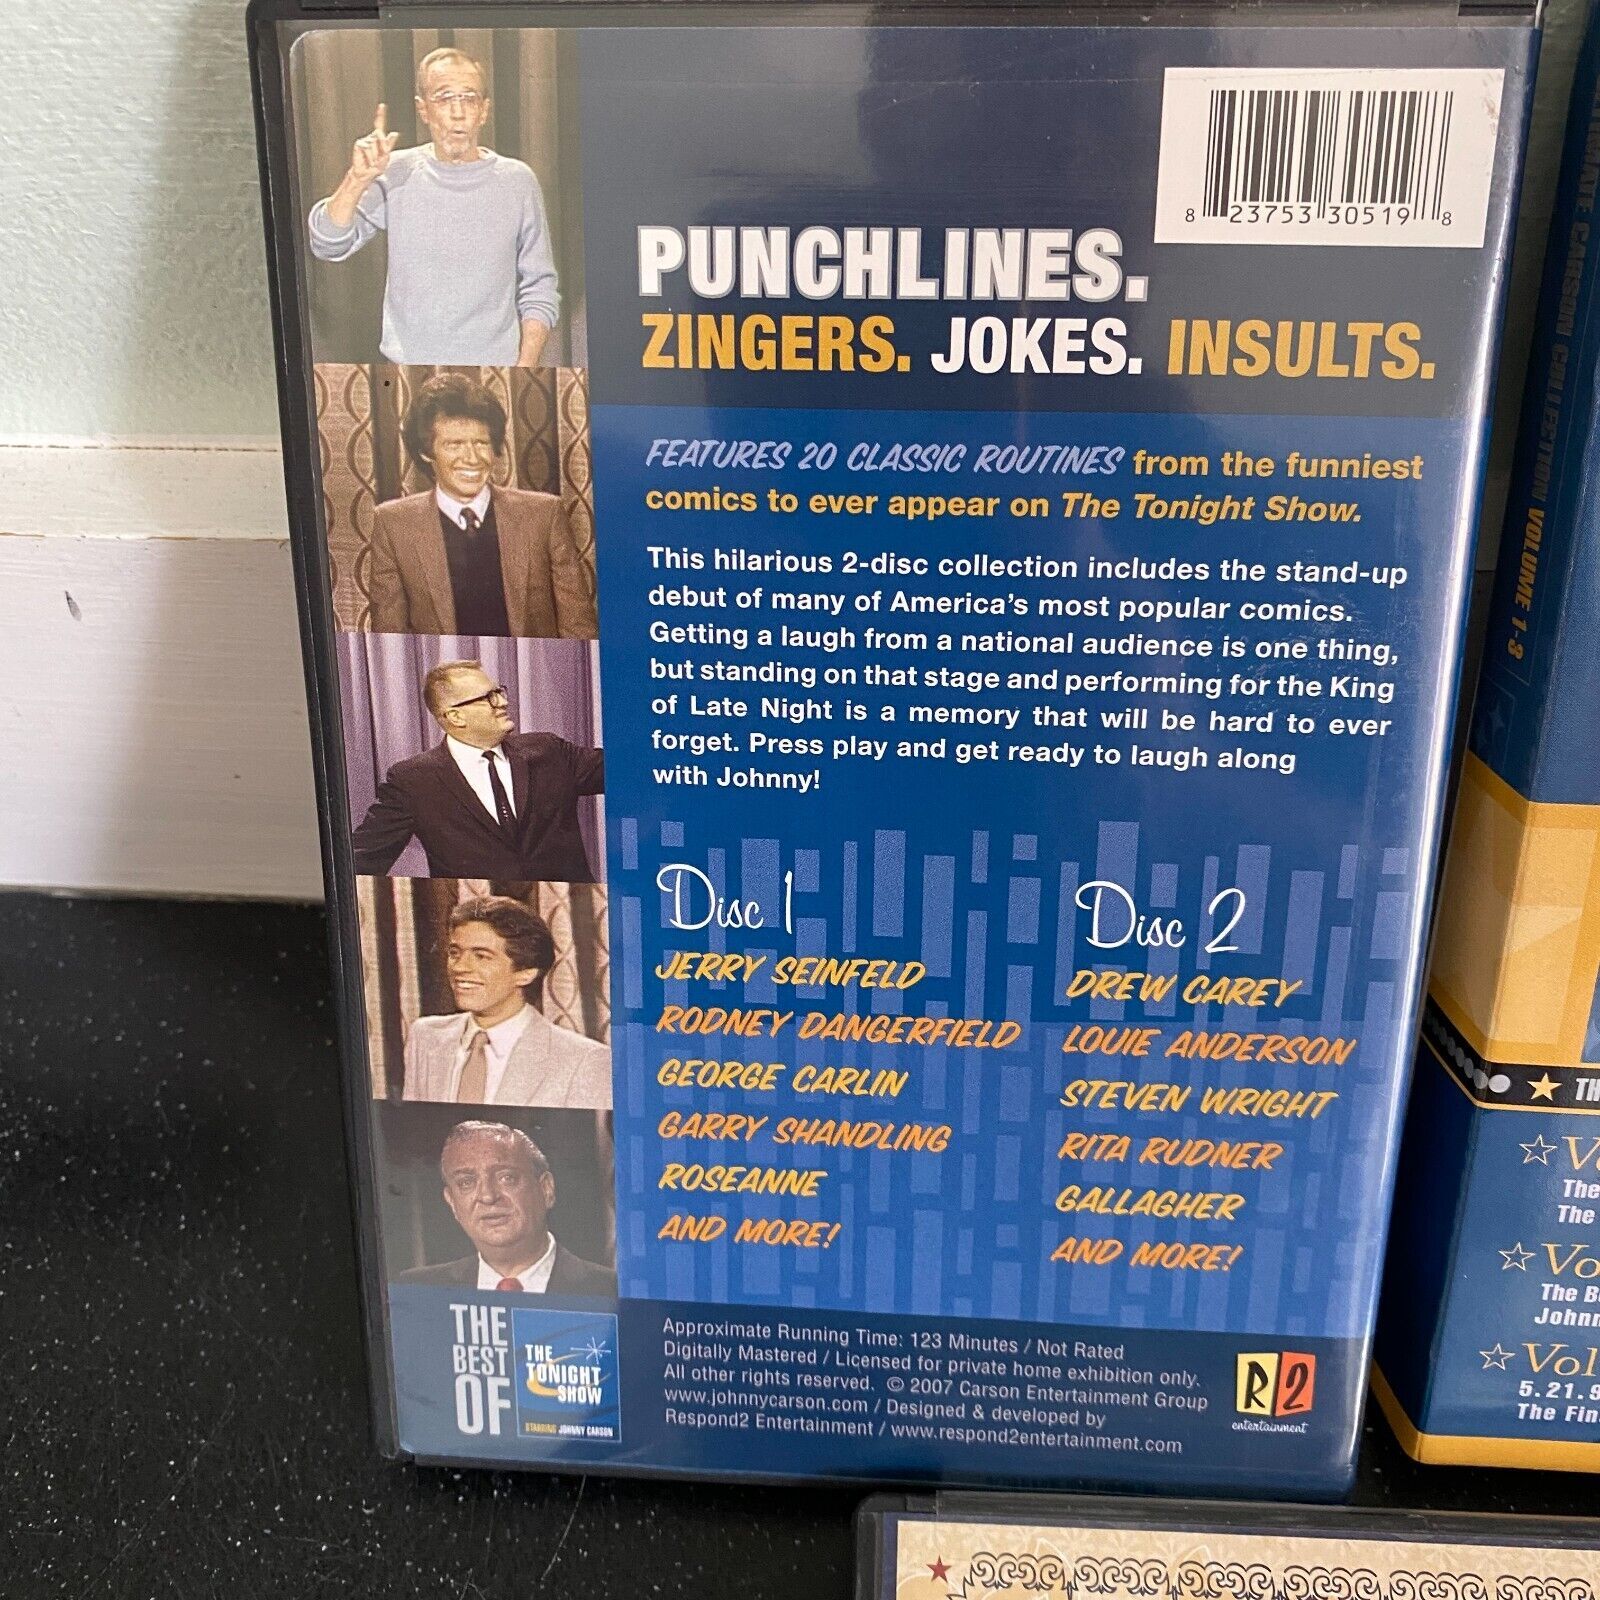 8 23753 30519 8
PUNCHLINES.
ZINGERS. JOKES. INSULTS.
FEATURES 20 CLASSIC ROUTINES from the funniest
comics to ever appear on The Tonight Show.
This hilarious 2-disc collection includes the stand-up
debut of many of America's most popular comics.
Getting a laugh from a national audience is one thing,
but standing on that stage and performing for the King
of Late Night is a memory that will be hard to ever
forget. Press play and get ready to laugh along
with Johnny!
Disc 1
JERRY SEINFELD
RODNEY DANGERFIELD
GEORGE CARLIN
GARRY SHANDLING
ROSEANNE
AND MORE!
Disc 2
DREW CAREY
LOUIE ANDERSON
STEVEN WRIGHT
RITA RUDNER
GALLAGHER
AND MORE!
THE
BEST
OF
THE
TONIGHT
SHOW
STARRING JOHNNY CARSON
Approximate Running Time: 123 Minutes / Not Rated
Digitally Mastered / Licensed for private home exhibition only.
All other rights reserved. © 2007 Carson Entertainment Group
www.johnnycarson.com / Designed & developed by
Respond2 Entertainment / www.respond2entertainment.com
R2
entertainment
CARSON COLLECTION VOLUME 1-3
The
The
Johnn
5.21.9
The Fin